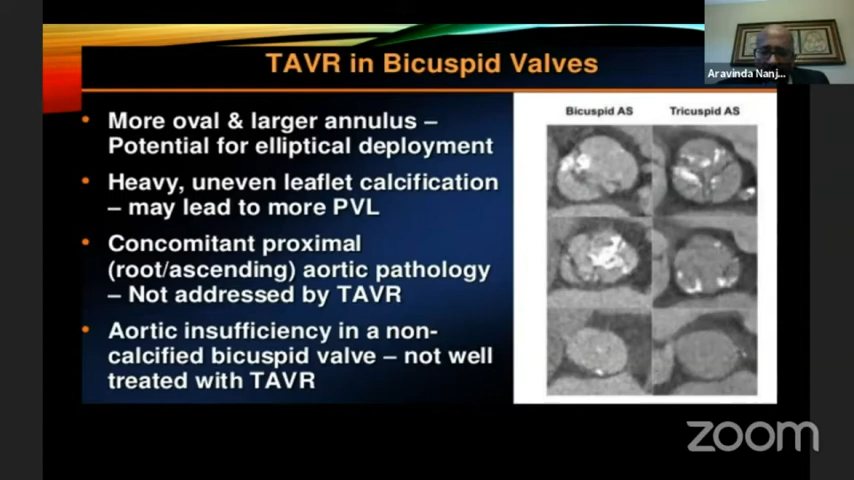 TAVR in Bicuspid Valves
Aravinda Nanj...
• More oval & larger annulus –
Potential for elliptical deployment
• Heavy, uneven leaflet calcification
– may lead to more PVL
• Concomitant proximal
(root/ascending) aortic pathology
– Not addressed by TAVR
• Aortic insufficiency in a non-
calcified bicuspid valve – not well
treated with TAVR
Bicuspid AS
Tricuspid AS
zoom